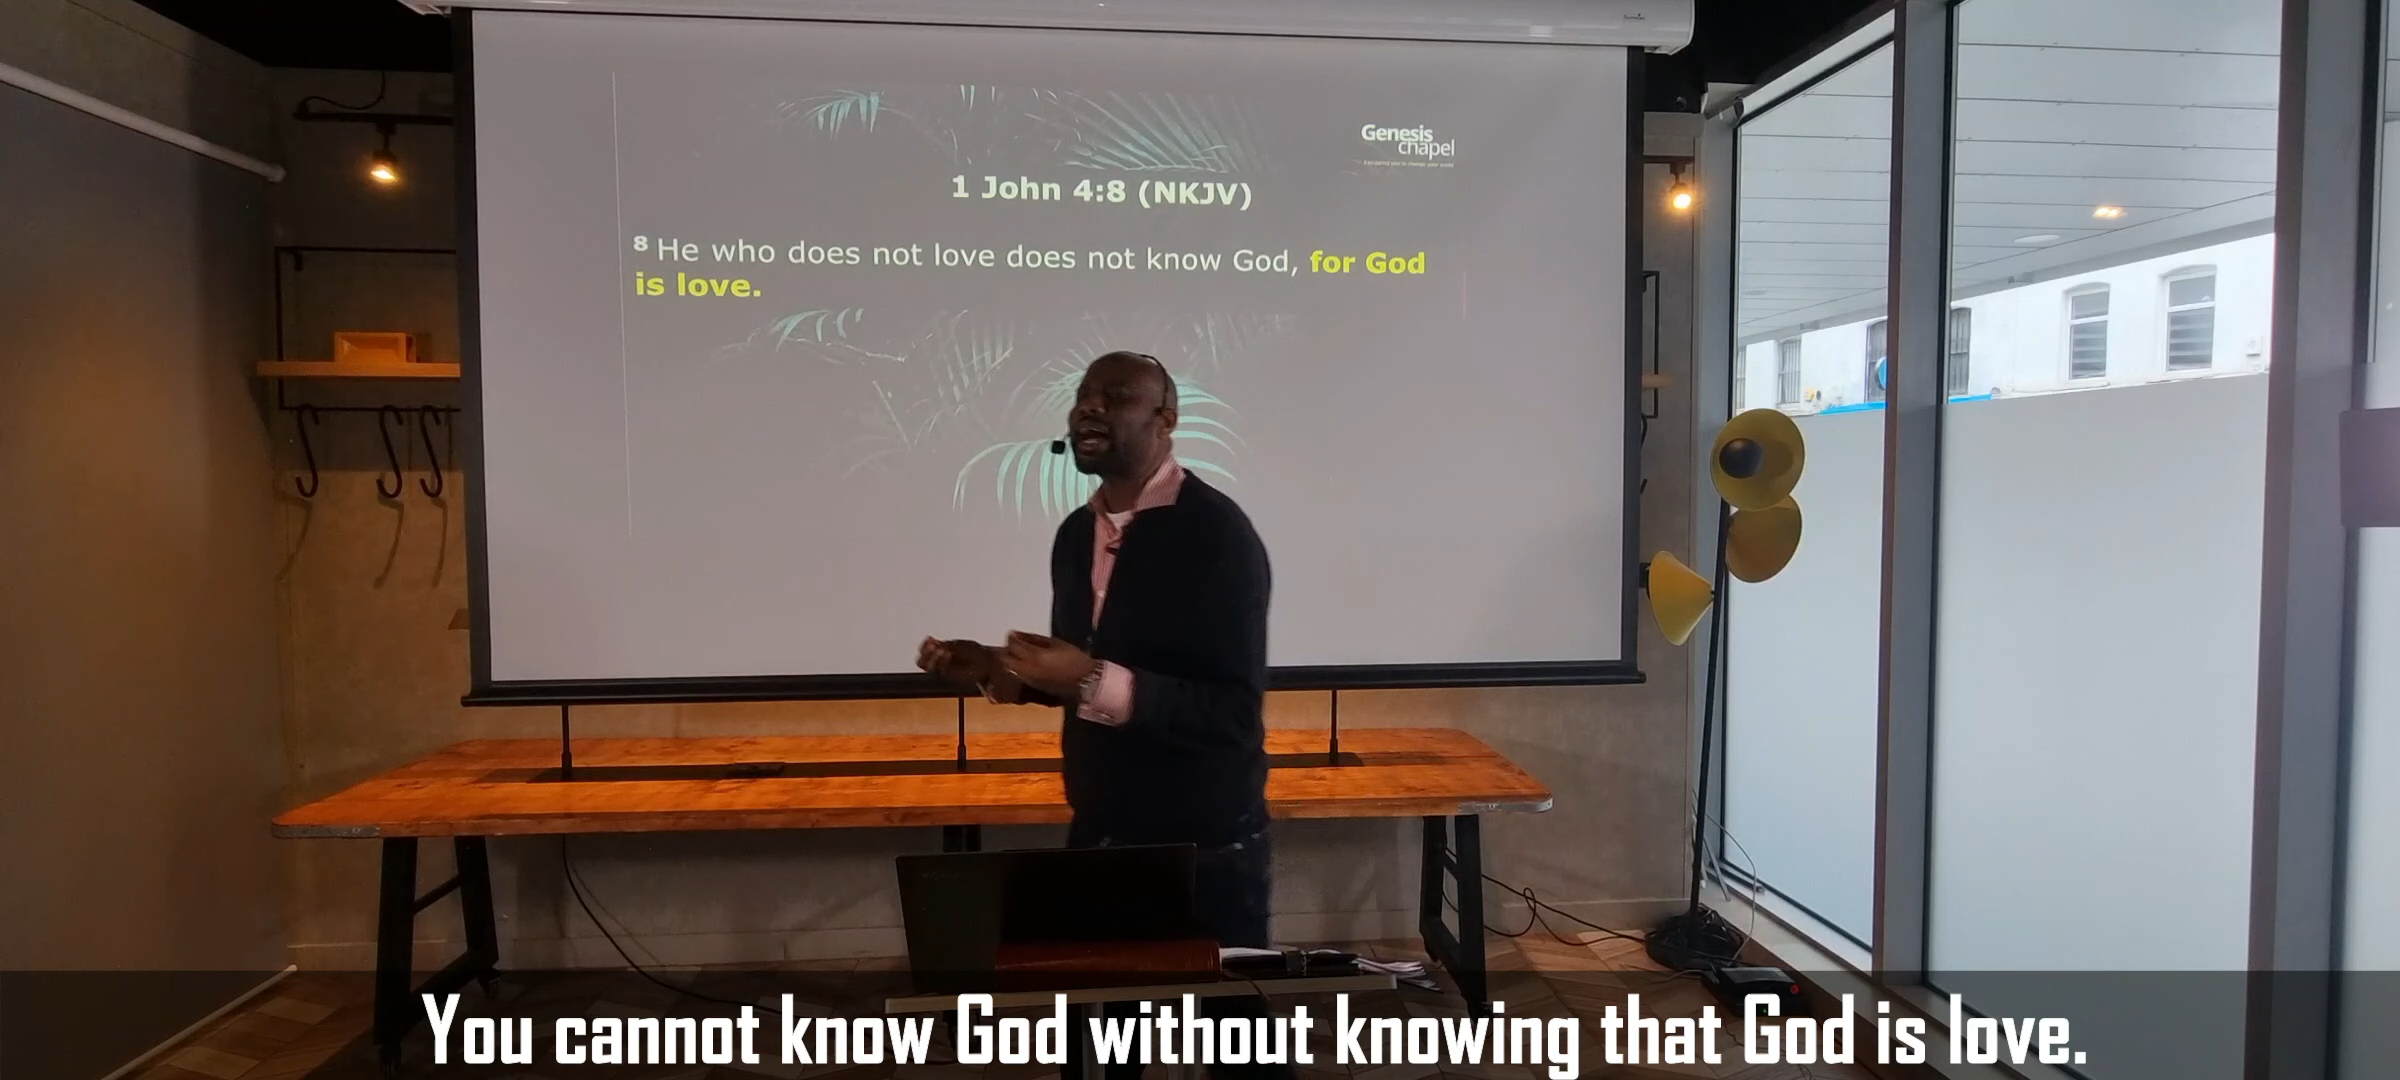 Genesis
chapel
1 John 4:8 (NKJV)
8 He who does not love does not know God, for God
is love.
You cannot know God without knowing that God is love.